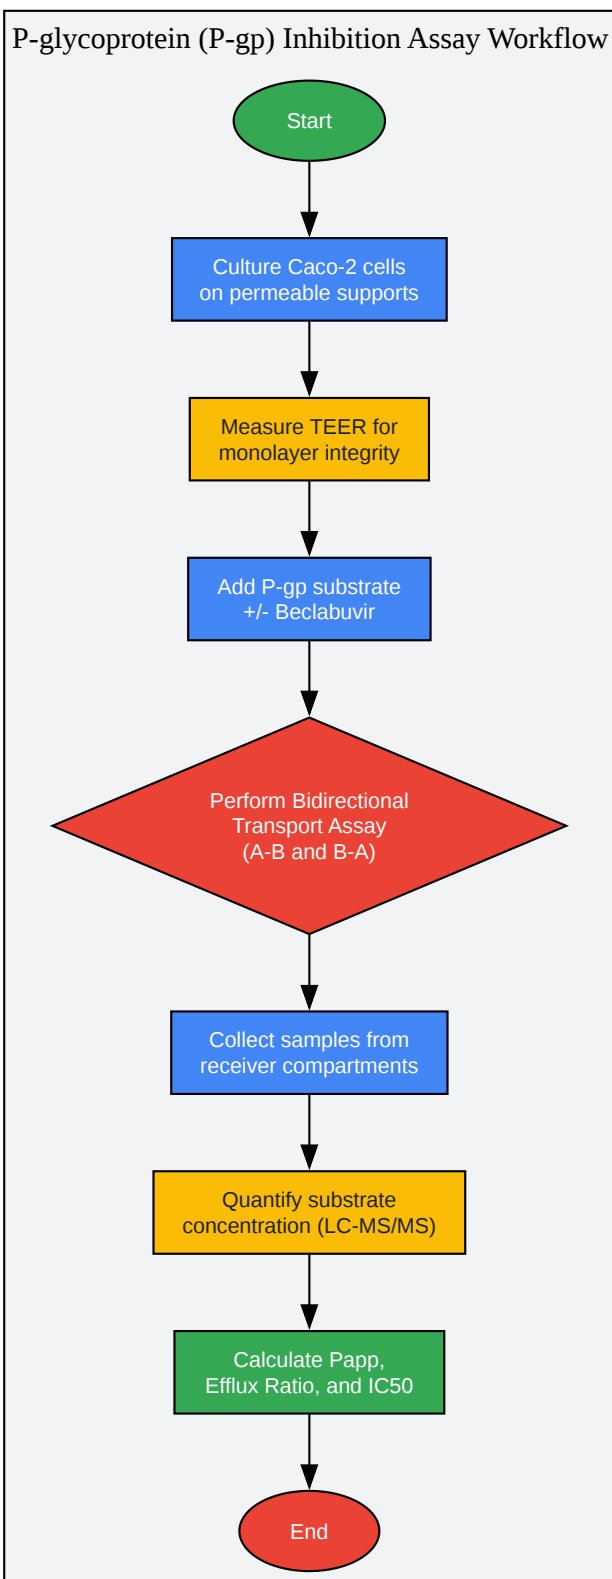 P-glycoprotein (P-gp) Inhibition Assay Workflow
Start
Culture Caco-2 cells
on permeable supports
Measure TEER for
monolayer integrity
Add P-gp substrate
+/- Beclabuvir
Perform Bidirectional
Transport Assay
(A-B and B-A)
Collect samples from
receiver compartments
Quantify substrate
concentration (LC-MS/MS)
Calculate Papp,
Efflux Ratio, and IC50
End